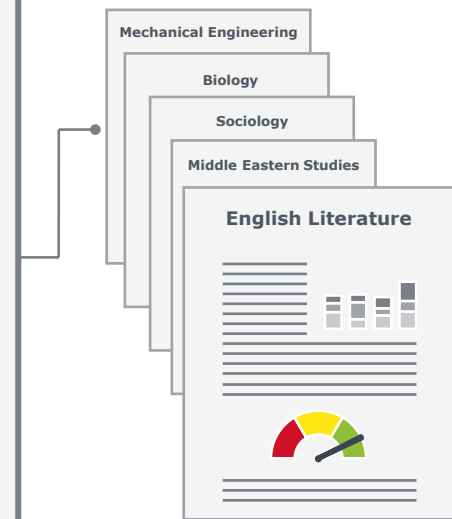 Mechanical Engineering
Biology
Sociology
Middle Eastern Studies
English Literature